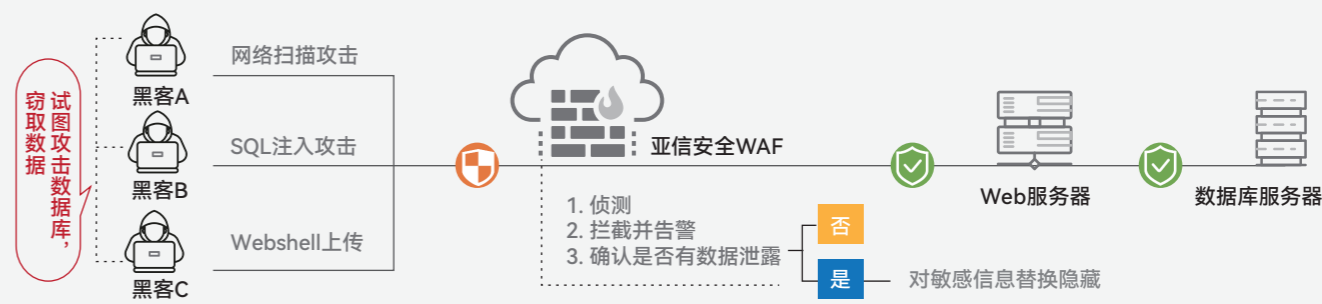 试图攻击数据库，
窃取数据
黑客A
网络扫描攻击
黑客B
SQL注入攻击
黑客C
Webshell上传
亚信安全WAF
1. 侦测
2. 拦截并告警
3. 确认是否有数据泄露
否
是
对敏感信息替换隐藏
Web服务器
数据库服务器